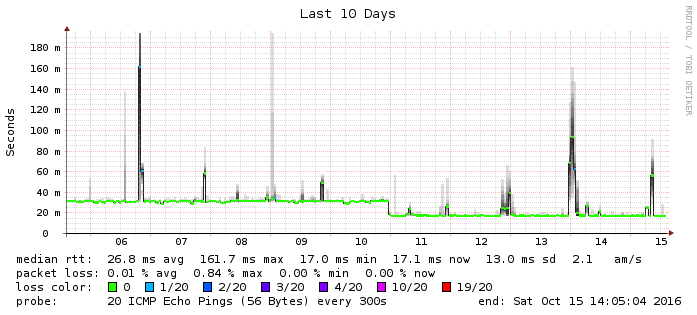 Last 10 Days
RRDTOOL / TOBI OETIKER
Seconds
180 m
160 m
140 m
120 m
100 m
80 m
60 m
40 m
20 m
0
06 07 08 09 10 11 12 13 14 15
median rtt: 26.8 ms avg 161.7 ms max 17.0 ms min 17.1 ms now 13.0 ms sd 2.1 am/s
packet loss: 0.01 % avg 0.84 % max 0.00 % min 0.00 % now
loss color: 0 1/20 2/20 3/20 4/20 10/20 19/20
probe: 20 ICMP Echo Pings (56 Bytes) every 300s end: Sat Oct 15 14:05:04 2016